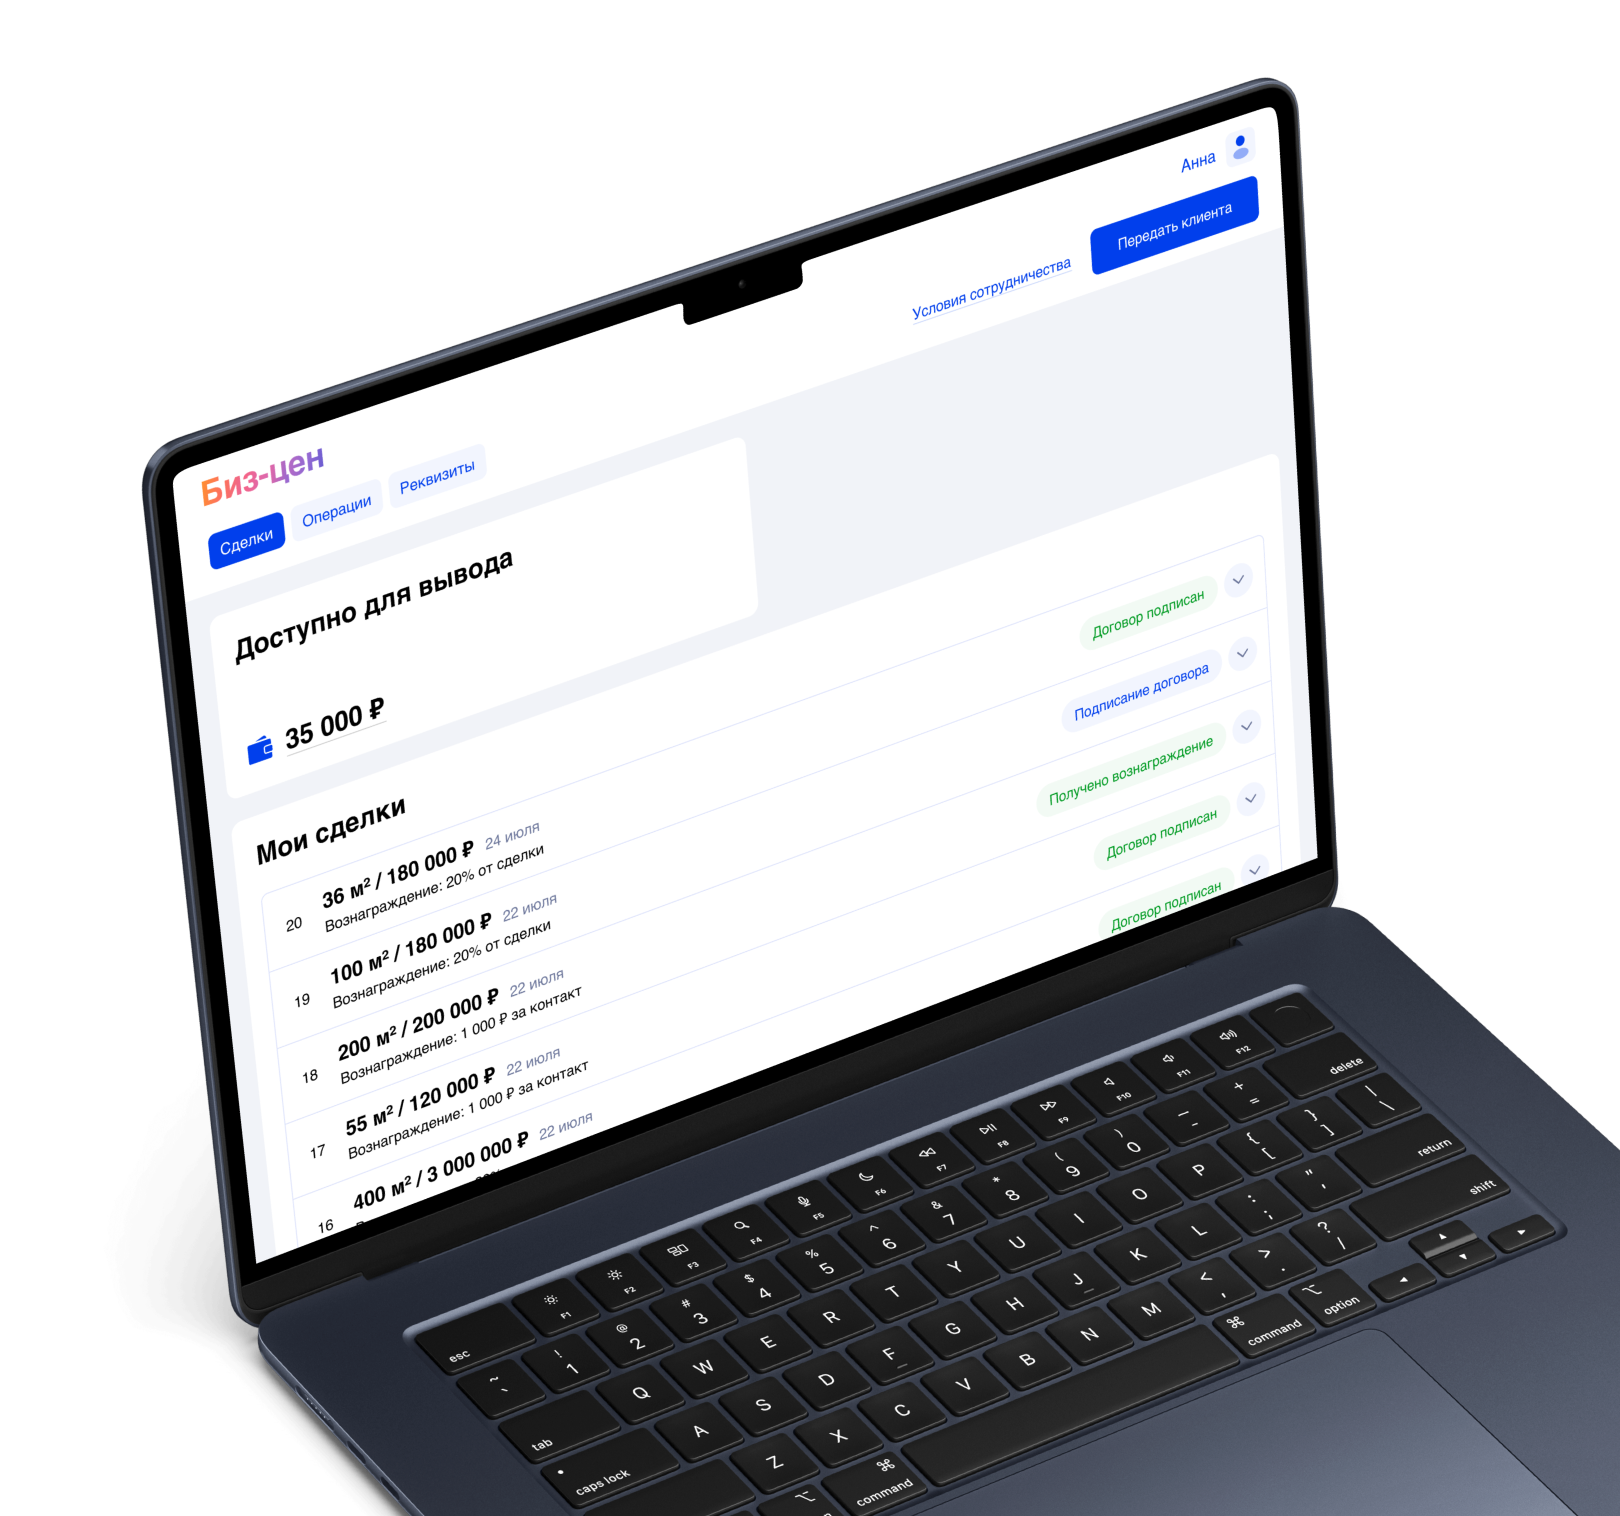 Анна
Передать клиента
Условия сотрудничества
Биз-цен
Сделки Операции Реквизиты
Доступно для вывода
35 000 ₽
Мои сделки
20 36 м² / 180 000 ₽ 24 июля Договор подписан
Вознаграждение: 20% от сделки
19 100 м² / 180 000 ₽ 22 июля Подписание договора
Вознаграждение: 20% от сделки
18 200 м² / 200 000 ₽ 22 июля Получено вознаграждение
Вознаграждение: 1 000 ₽ за контакт
17 55 м² / 120 000 ₽ 22 июля Договор подписан
Вознаграждение: 1 000 ₽ за контакт
16 400 м² / 3 000 000 ₽ 22 июля Договор подписан
esc F1 F2 F3 F4 F5 F6 F7 F8 F9 F10 F11 F12
~ ` ! 1 @ 2 # 3 $ 4 % 5 ^ 6 & 7 * 8 ( 9 ) 0 — - + = delete
tab Q W E R T Y U I O P { [ } ] | \
caps lock A S D F G H J K L : ; " ' return
Z X C V B N M < , > . ? / shift
⌥ ⌘ command ⌘ command ⌥ option ◀ ▲ ▼ ▶